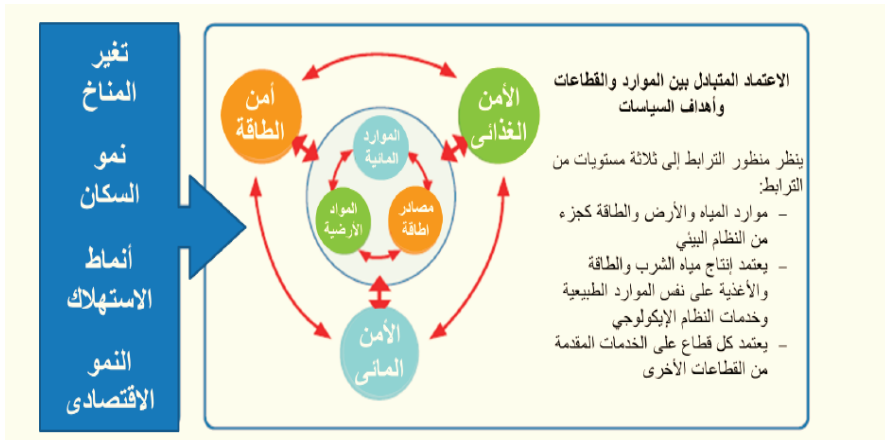 الاعتماد المتبادل بين الموارد والقطاعات
وأهداف السياسات
ينظر منظور الترابط إلى ثلاثة مستويات من
الترابط:
– موارد المياه والأرض والطاقة كجزء
من النظام البيئي
– يعتمد إنتاج مياه الشرب والطاقة
والأغذية على نفس الموارد الطبيعية
وخدمات النظام الإيكولوجي
– يعتمد كل قطاع على الخدمات المقدمة
من القطاعات الأخرى
الأمن
الغذائى
أمن
الطاقة
الموارد
المائية
مصادر
اطاقة
المواد
الأرضية
الأمن
المائى
تغير
المناخ
نمو
السكان
أنماط
الاستهلاك
النمو
الاقتصادى